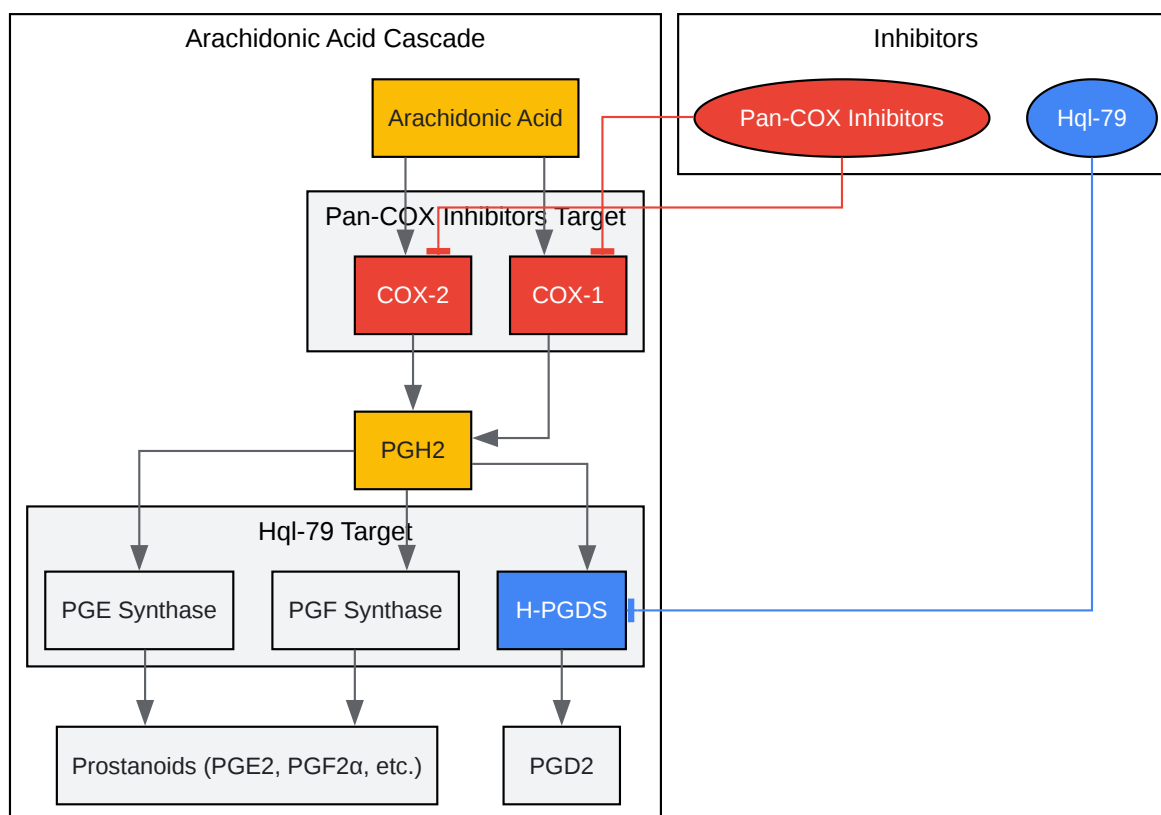 Arachidonic Acid Cascade
Inhibitors
Arachidonic Acid
Pan-COX Inhibitors
Hql-79
Pan-COX Inhibitors Target
COX-2
COX-1
PGH2
Hql-79 Target
PGE Synthase
PGF Synthase
H-PGDS
Prostanoids (PGE2, PGF2α, etc.)
PGD2